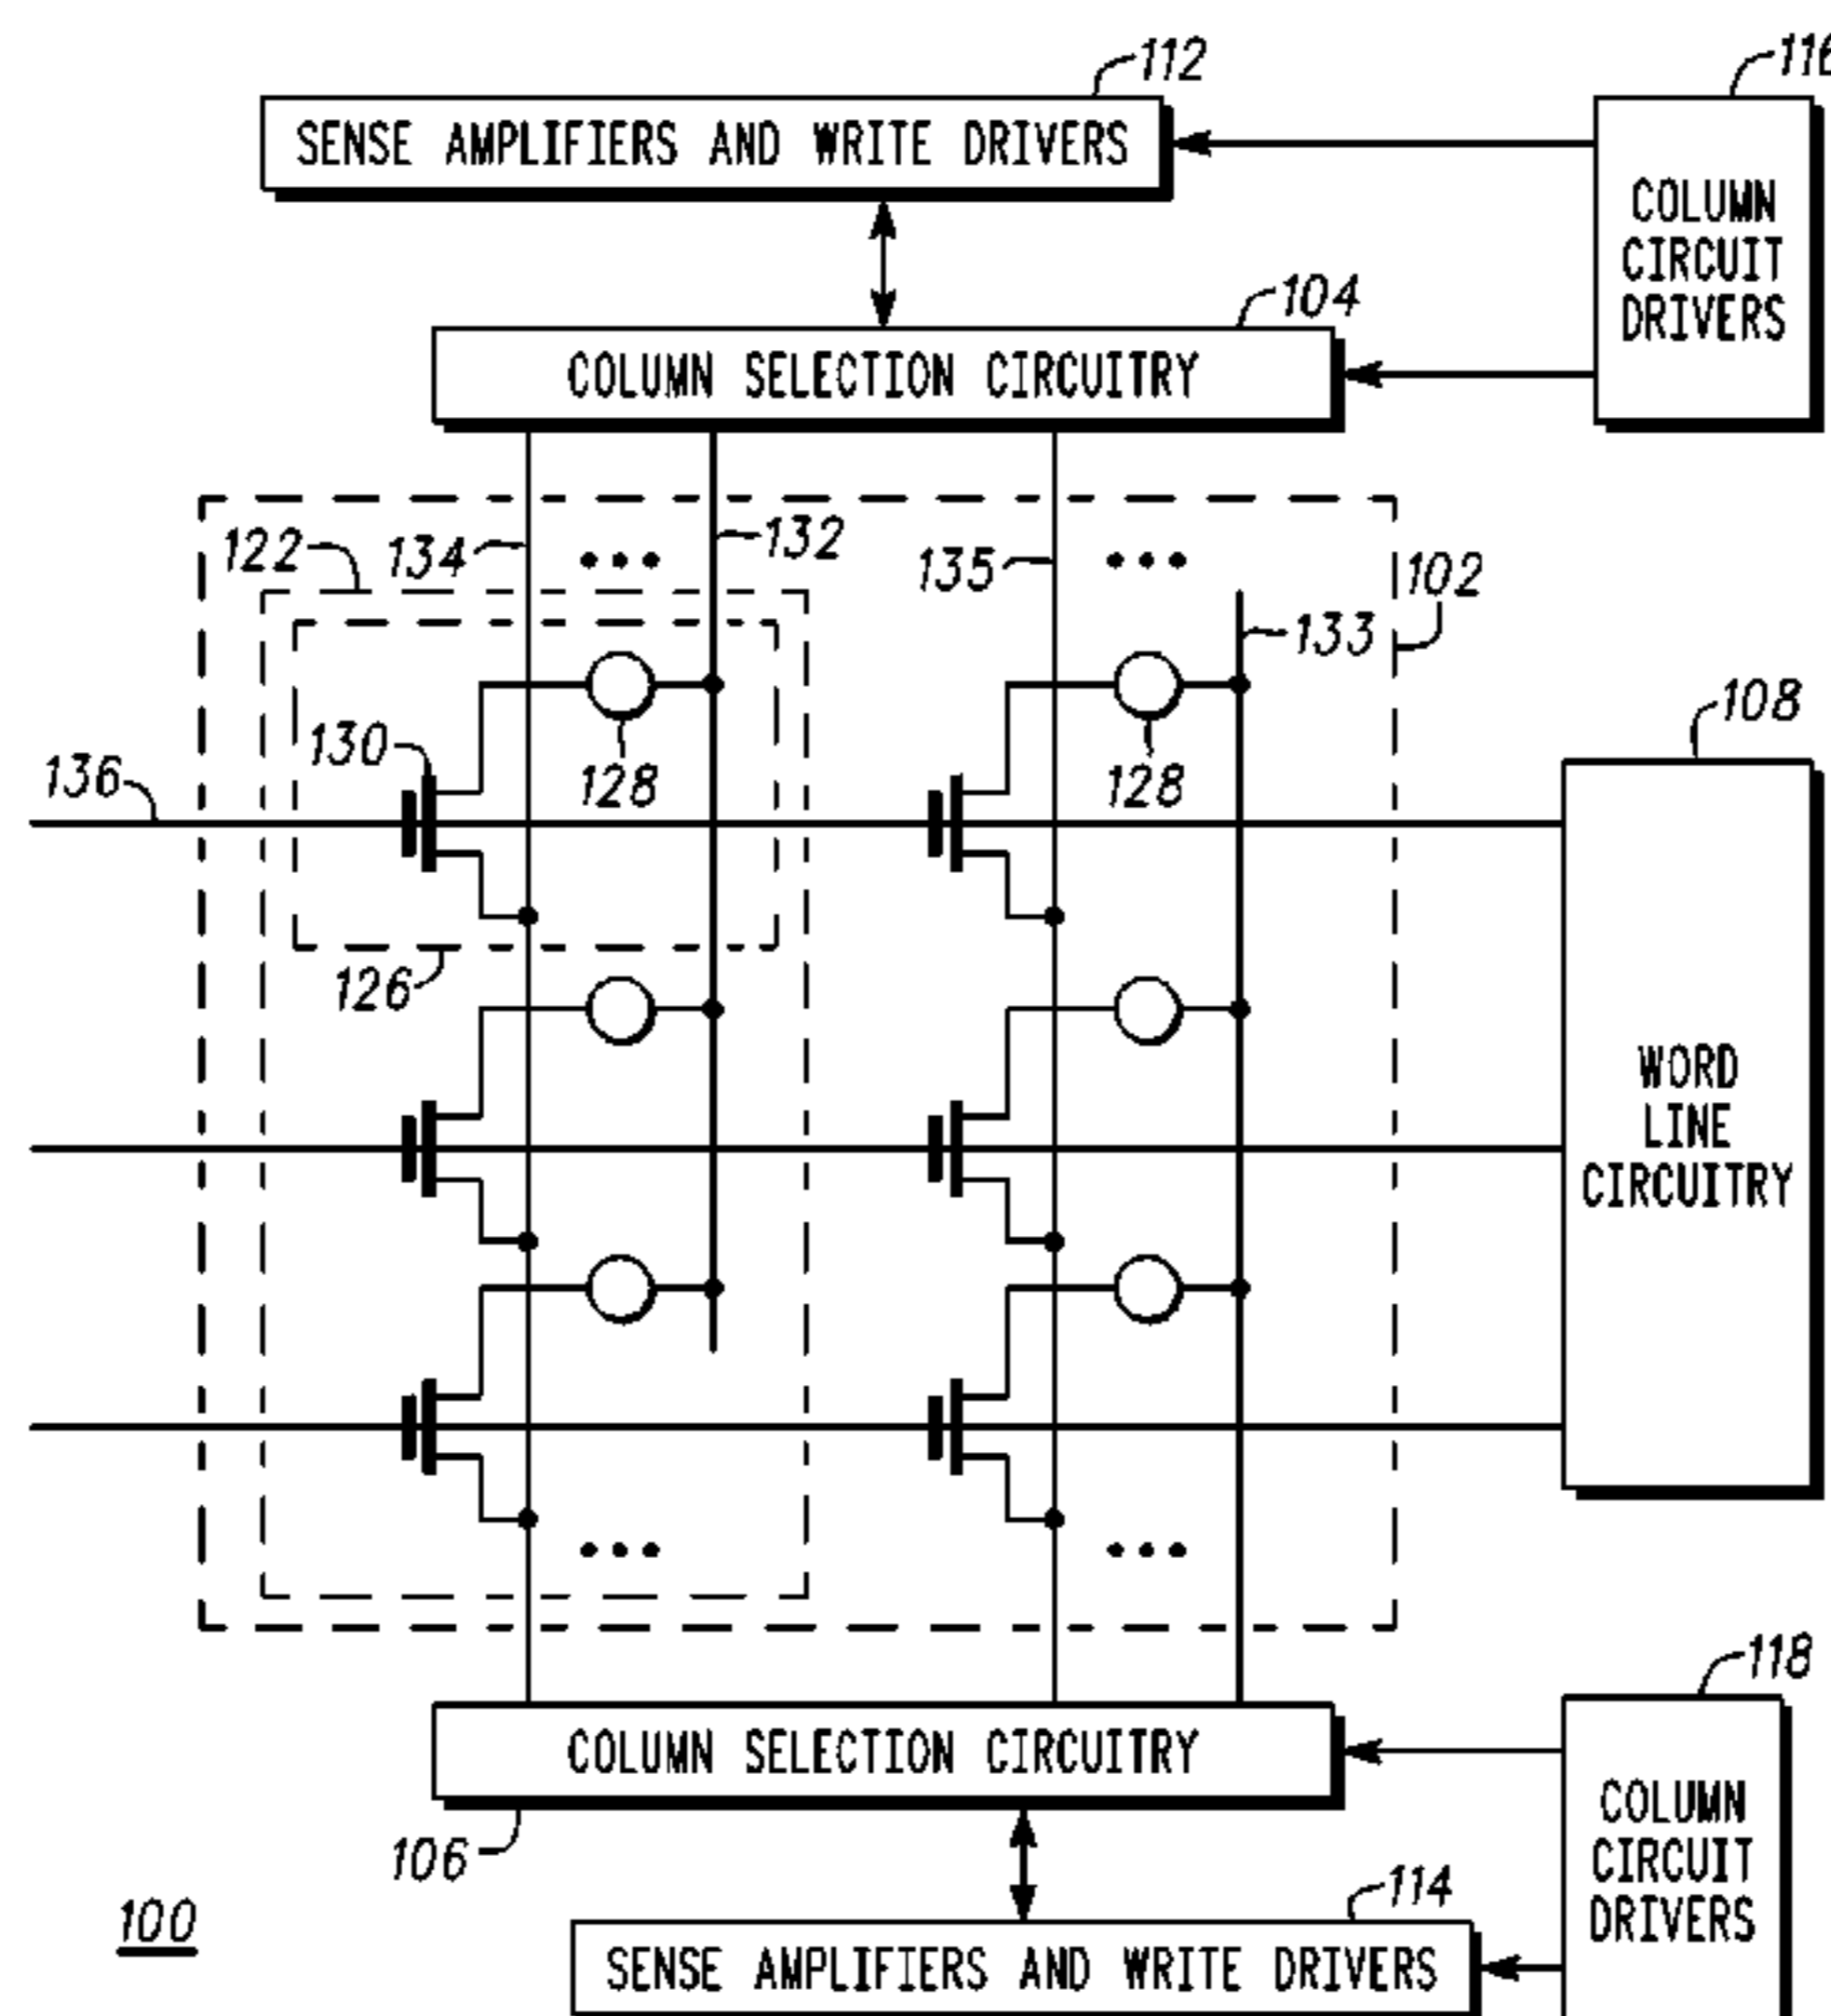 112
116
SENSE AMPLIFIERS AND WRITE DRIVERS
COLUMN
CIRCUIT
DRIVERS
104
COLUMN SELECTION CIRCUITRY
122
134
132
135
102
133
130
136
128
128
108
126
WORD
LINE
CIRCUITRY
118
COLUMN SELECTION CIRCUITRY
106
COLUMN
CIRCUIT
DRIVERS
114
100
SENSE AMPLIFIERS AND WRITE DRIVERS